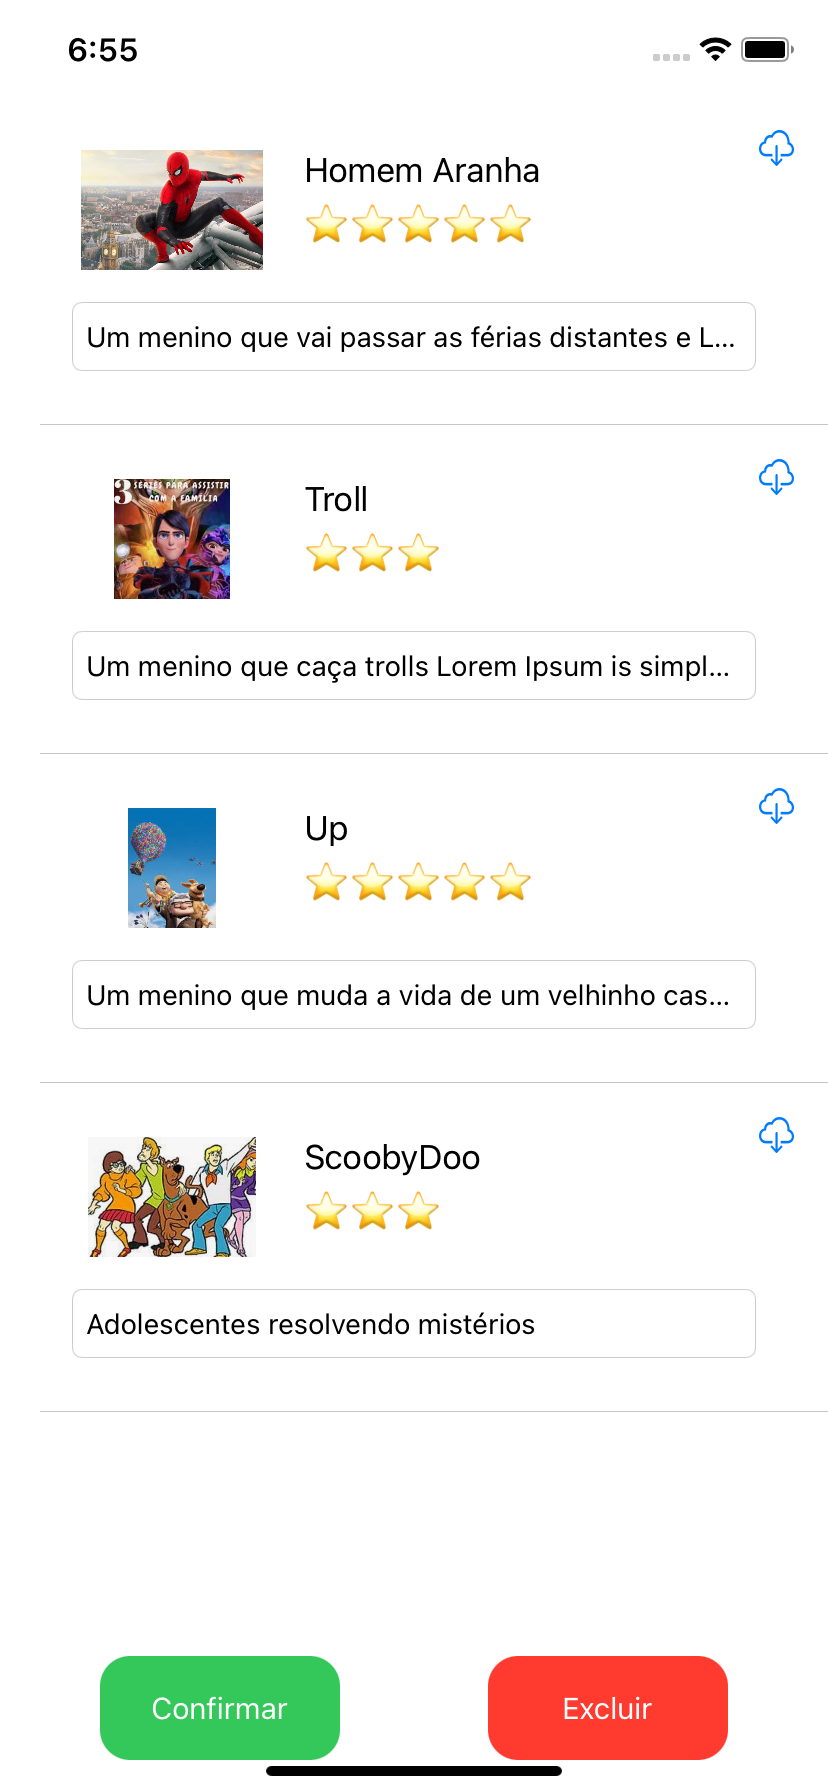 6:55
Homem Aranha
Um menino que vai passar as férias distantes e L...
3 SERIES PARA ASSISTIR
COM A FAMILIA
Troll
Um menino que caça trolls Lorem Ipsum is simpl...
Up
Um menino que muda a vida de um velhinho cas...
ScoobyDoo
Adolescentes resolvendo mistérios
Confirmar
Excluir